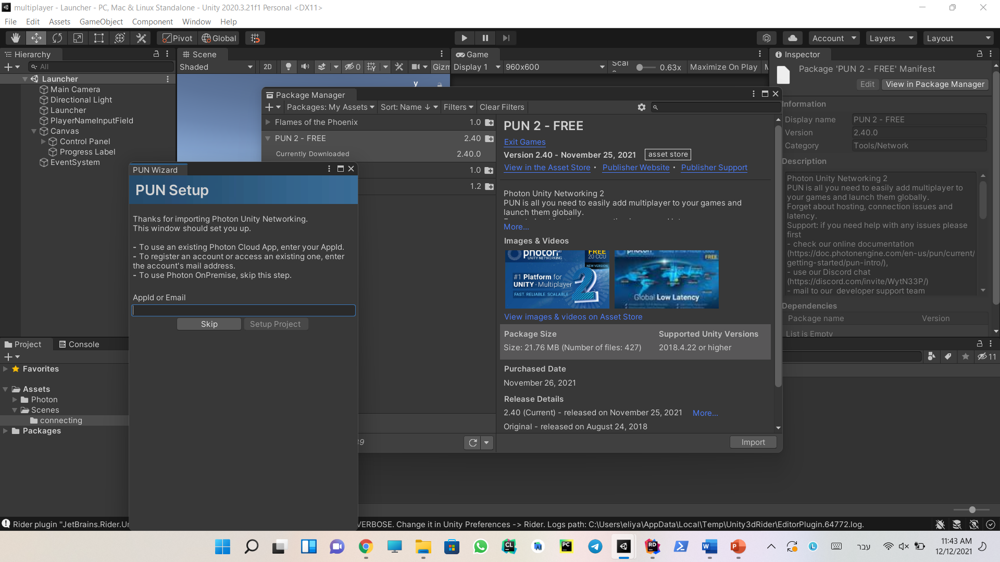 multiplayer - Launcher - PC, Mac & Linux Standalone - Unity 2020.3.21f1 Personal <DX11>
File Edit Assets GameObject Component Window Help
Pivot Global Account Layers Layout
Hierarchy
All
Launcher
Main Camera
Directional Light
Launcher
PlayerNameInputField
Canvas
Control Panel
Progress Label
EventSystem
Scene
Shaded 2D 0 Gizm
y
Game
Display 1 960x600 Scal 0.63x Maximize On Play M
Inspector
Package 'PUN 2 - FREE' Manifest
Edit View in Package Manager
Information
Display name PUN 2 - FREE
Version 2.40.0
Category Tools/Network
Description
Photon Unity Networking 2
PUN is all you need to easily add multiplayer to
your games and launch them globally.
Forget about hosting, connection issues and
latency.
Support: if you need help with any issues please
first
- check our online documentation
(https://doc.photonengine.com/en-us/pun/current/
getting-started/pun-intro/),
- use our Discord chat
(https://discord.com/invite/WytN33P/)
- mail to our developer support team
Dependencies
Package name Version
List is Empty
11
Package Manager
Packages: My Assets Sort: Name ↓ Filters Clear Filters
Flames of the Phoenix 1.0
PUN 2 - FREE 2.40
Currently Downloaded 2.40.0
1.0
1.2
PUN 2 - FREE
Exit Games
Version 2.40 - November 25, 2021 asset store
View in the Asset Store • Publisher Website • Publisher Support
Photon Unity Networking 2
PUN is all you need to easily add multiplayer to your games and
launch them globally.
More...
Images & Videos
photon
UNITY NETWORKING
FREE
20 CCU
NEW VERSION
#1 Platform for
UNITY - Multiplayer
2
FAST. RELIABLE. SCALABLE.
photon
UNITY NETWORKING
FREE
Global Low Latency
View images & videos on Asset Store
Package Size Supported Unity Versions
Size: 21.76 MB (Number of files: 427) 2018.4.22 or higher
Purchased Date
November 26, 2021
Release Details
2.40 (Current) - released on November 25, 2021 More...
Original - released on August 24, 2018
Import
PUN Wizard
PUN Setup
Thanks for importing Photon Unity Networking.
This window should set you up.
- To use an existing Photon Cloud App, enter your AppId.
- To register an account or access an existing one, enter
the account's mail address.
- To use Photon OnPremise, skip this step.
AppId or Email
Skip Setup Project
Project Console
Favorites
Assets
Photon
Scenes
connecting
Packages
Rider plugin "JetBrains.Rider.Un VERBOSE. Change it in Unity Preferences -> Rider. Logs path: C:\Users\eliya\AppData\Local\Temp\Unity3dRider\EditorPlugin.64772.log.
CL PC RD W P L עבר
11:43 AM
12/12/2021